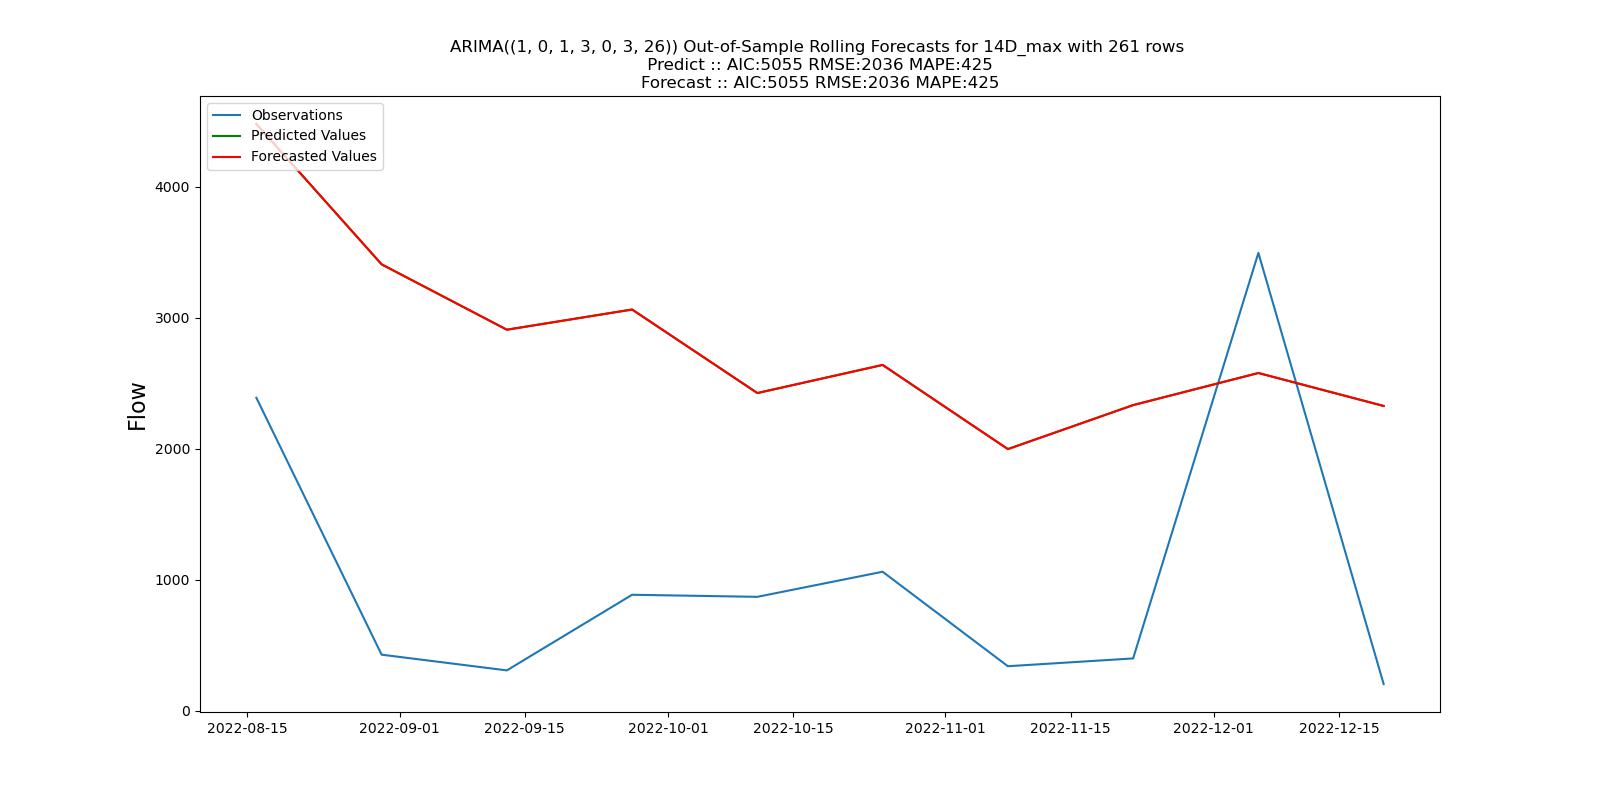 ARIMA((1, 0, 1, 3, 0, 3, 26)) Out-of-Sample Rolling Forecasts for 14D_max with 261 rows
Predict :: AIC:5055 RMSE:2036 MAPE:425
Forecast :: AIC:5055 RMSE:2036 MAPE:425
Observations
Predicted Values
Forecasted Values
Flow
4000
3000
2000
1000
0
2022-08-15 2022-09-01 2022-09-15 2022-10-01 2022-10-15 2022-11-01 2022-11-15 2022-12-01 2022-12-15